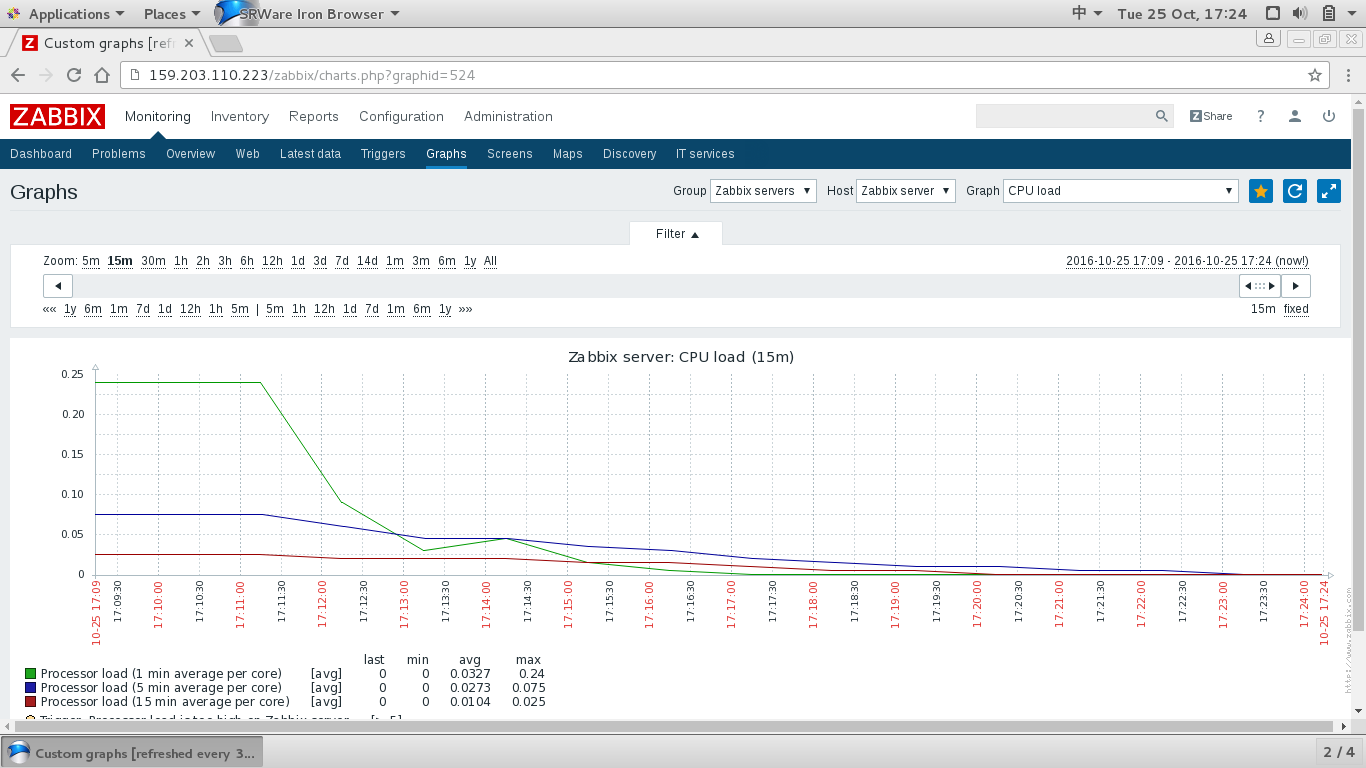 Applications Places SRWare Iron Browser 中 Tue 25 Oct, 17:24
Custom graphs [ref
159.203.110.223/zabbix/charts.php?graphid=524
ZABBIX Monitoring Inventory Reports Configuration Administration Z Share ?
Dashboard Problems Overview Web Latest data Triggers Graphs Screens Maps Discovery IT services
Graphs Group Zabbix servers Host Zabbix server Graph CPU load
Filter
Zoom: 5m 15m 30m 1h 2h 3h 6h 12h 1d 3d 7d 14d 1m 3m 6m 1y All 2016-10-25 17:09 - 2016-10-25 17:24 (now!)
«« 1y 6m 1m 7d 1d 12h 1h 5m | 5m 1h 12h 1d 7d 1m 6m 1y »» 15m fixed
Zabbix server: CPU load (15m)
0.25
0.20
0.15
0.10
0.05
0
10-25 17:09 17:09:30 17:10:00 17:10:30 17:11:00 17:11:30 17:12:00 17:12:30 17:13:00 17:13:30 17:14:00 17:14:30 17:15:00 17:15:30 17:16:00 17:16:30 17:17:00 17:17:30 17:18:00 17:18:30 17:19:00 17:19:30 17:20:00 17:20:30 17:21:00 17:21:30 17:22:00 17:22:30 17:23:00 17:23:30 17:24:00 10-25 17:24
http://www.zabbix.com
last min avg max
Processor load (1 min average per core) [avg] 0 0 0.0327 0.24
Processor load (5 min average per core) [avg] 0 0 0.0273 0.075
Processor load (15 min average per core) [avg] 0 0 0.0104 0.025
Trigger: Processor load is too high on Zabbix server [> 5]
Custom graphs [refreshed every 3... 2 / 4